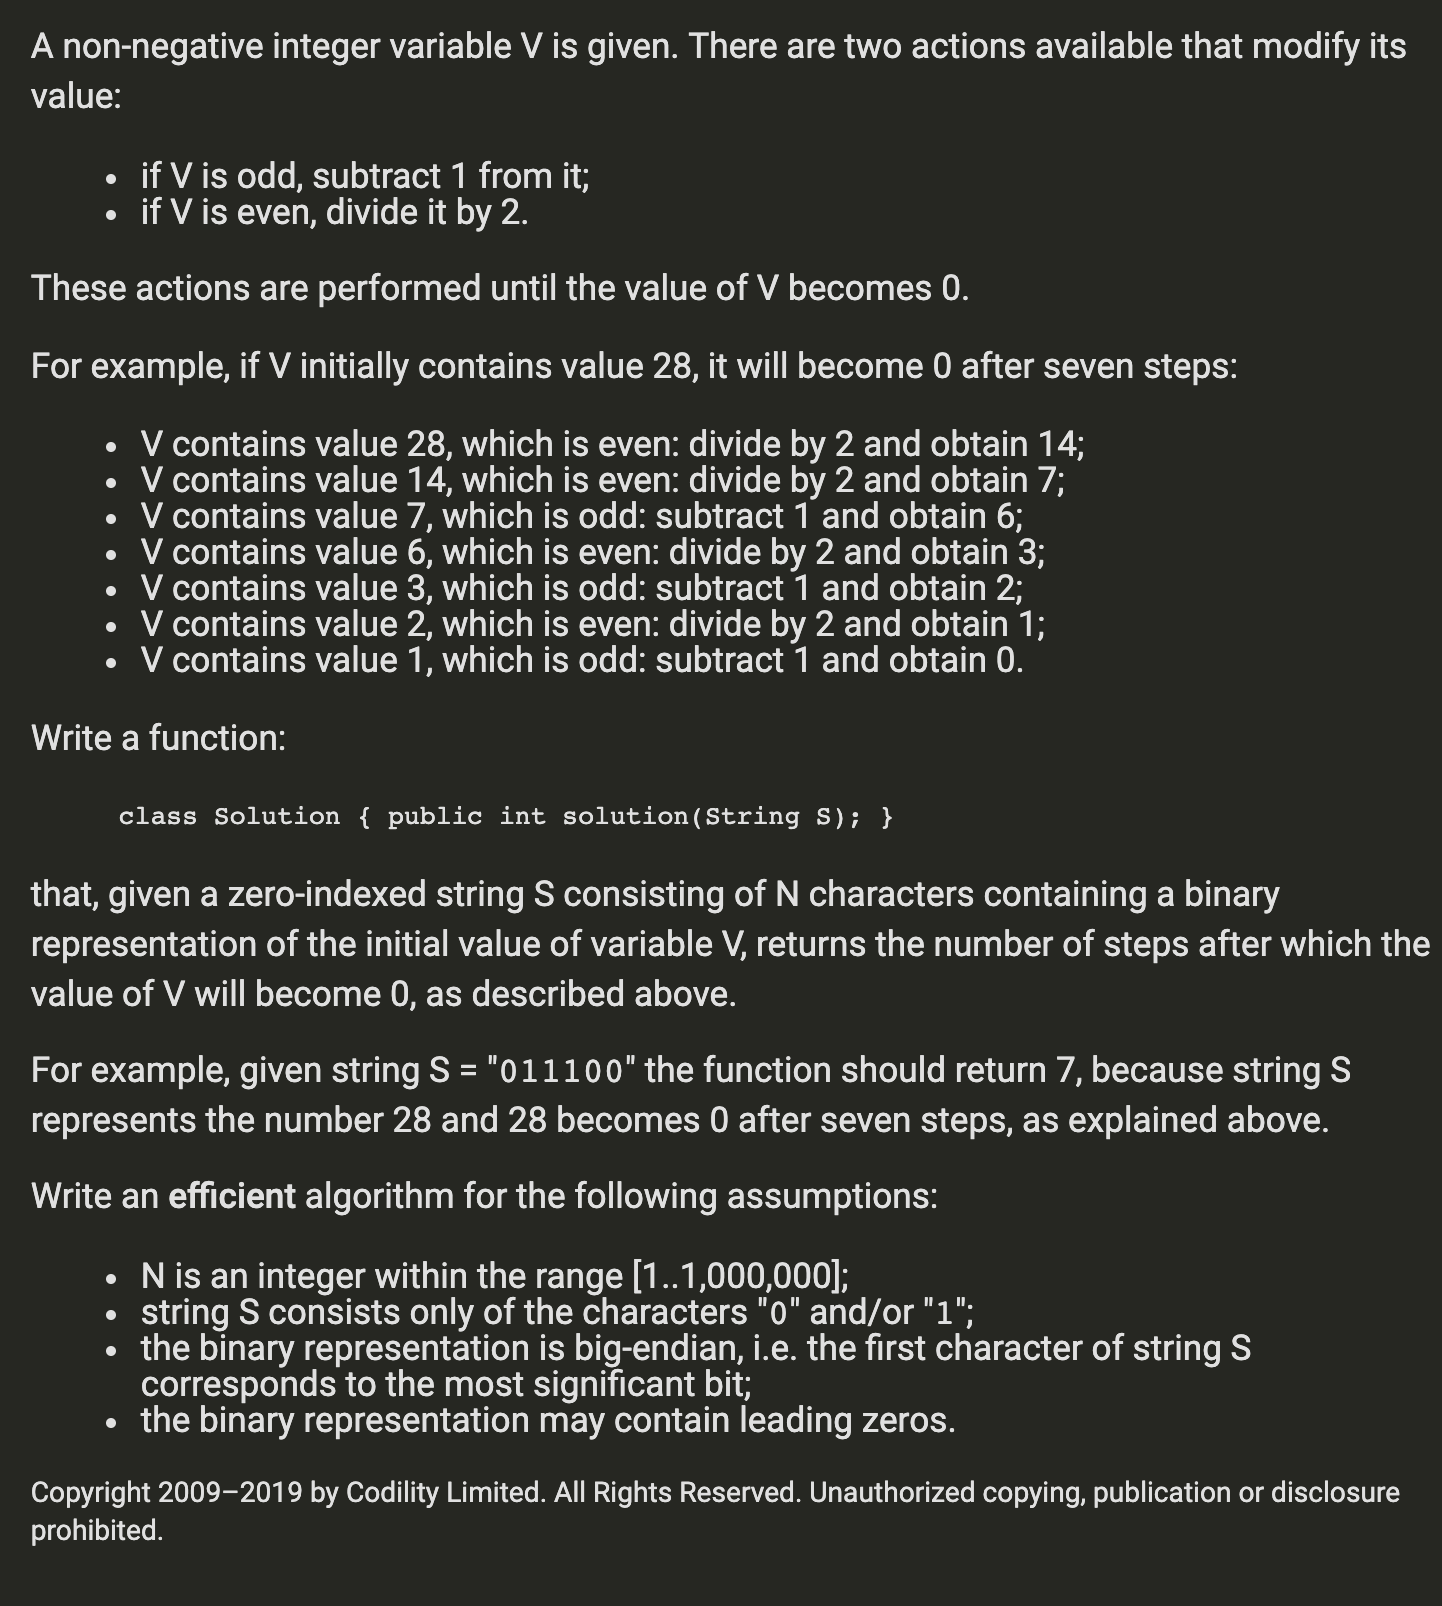 A non-negative integer variable V is given. There are two actions available that modify its
value:
• if V is odd, subtract 1 from it;
• if V is even, divide it by 2.
These actions are performed until the value of V becomes 0.
For example, if V initially contains value 28, it will become 0 after seven steps:
• V contains value 28, which is even: divide by 2 and obtain 14;
• V contains value 14, which is even: divide by 2 and obtain 7;
• V contains value 7, which is odd: subtract 1 and obtain 6;
• V contains value 6, which is even: divide by 2 and obtain 3;
• V contains value 3, which is odd: subtract 1 and obtain 2;
• V contains value 2, which is even: divide by 2 and obtain 1;
• V contains value 1, which is odd: subtract 1 and obtain 0.
Write a function:
class Solution { public int solution(String S); }
that, given a zero-indexed string S consisting of N characters containing a binary
representation of the initial value of variable V, returns the number of steps after which the
value of V will become 0, as described above.
For example, given string S = "011100" the function should return 7, because string S
represents the number 28 and 28 becomes 0 after seven steps, as explained above.
Write an efficient algorithm for the following assumptions:
• N is an integer within the range [1..1,000,000];
• string S consists only of the characters "0" and/or "1";
• the binary representation is big-endian, i.e. the first character of string S
corresponds to the most significant bit;
• the binary representation may contain leading zeros.
Copyright 2009–2019 by Codility Limited. All Rights Reserved. Unauthorized copying, publication or disclosure
prohibited.